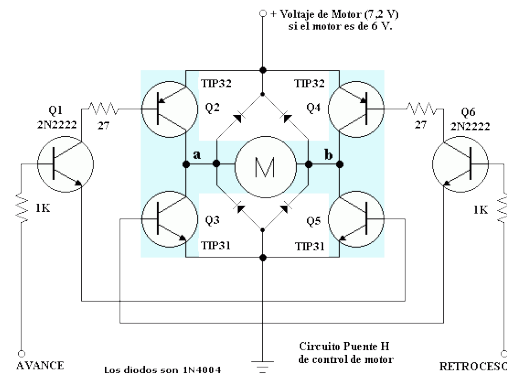 + Voltaje de Motor (7,2 V)
si el motor es de 6 V.
TIP32
TIP32
Q1
2N2222
Q2
Q4
Q6
2N2222
27
27
a
M
b
1K
Q3
Q5
1K
TIP31
TIP31
Circuito Puente H
de control de motor
AVANCE
Los diodos son 1N4004
RETROCESO